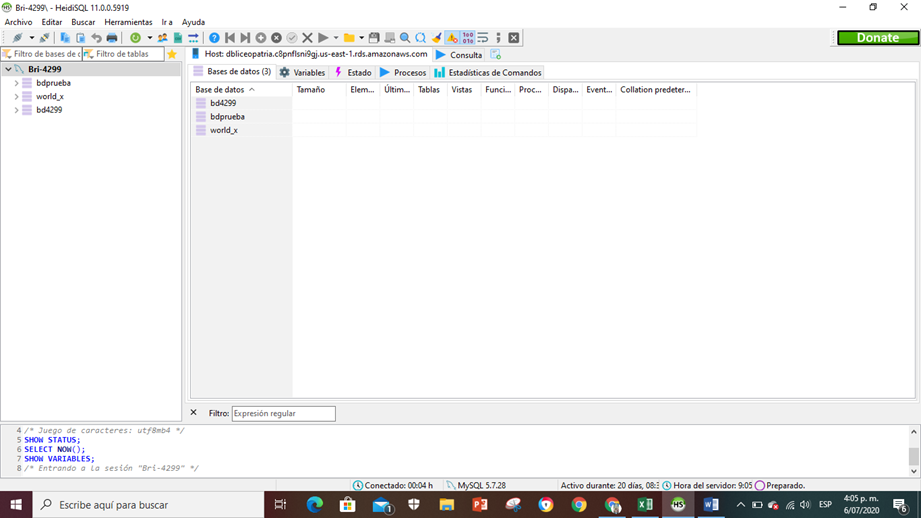 Bri-4299\ - HeidiSQL 11.0.0.5919
Archivo Editar Buscar Herramientas Ir a Ayuda
Donate
Filtro de bases de c Filtro de tablas
Host: dbliceopatria.c8pnflsni9gj.us-east-1.rds.amazonaws.com Consulta
Bri-4299
bdprueba
world_x
bd4299
Bases de datos (3) Variables Estado Procesos Estadísticas de Comandos
Base de datos Tamaño Elem... Últim... Tablas Vistas Funci... Proc... Dispa... Event... Collation predeter...
bd4299
bdprueba
world_x
Filtro: Expresión regular
4 /* Juego de caracteres: utf8mb4 */
5 SHOW STATUS;
6 SELECT NOW();
7 SHOW VARIABLES;
8 /* Entrando a la sesión "Bri-4299" */
Conectado: 00:04 h MySQL 5.7.28 Activo durante: 20 días, 08:3 Hora del servidor: 9:05 Preparado.
Escribe aquí para buscar
ESP
4:05 p. m.
6/07/2020
6